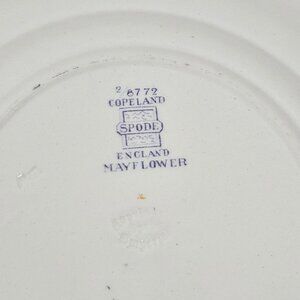 2/8772
COPELAND
SPODE
ENGLAND
MAYFLOWER